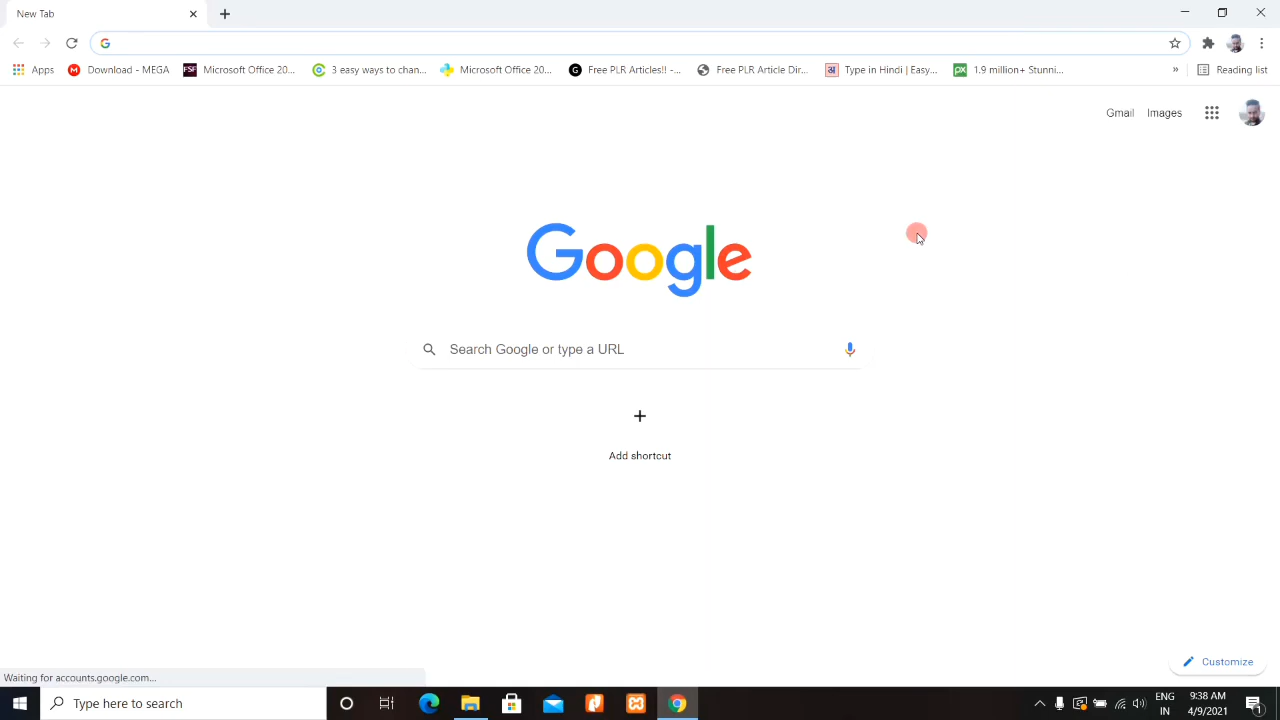 New Tab
Apps Download - MEGA FSF Microsoft Office 20... 3 easy ways to chan... Microsoft Office 20... G Free PLR Articles!! -... Free PLR Article Dir... अ Type in Hindi | Easy... px 1.9 million+ Stunni... » Reading list
Gmail Images
Google
Search Google or type a URL
Add shortcut
Customize
Waiting for accounts.google.com...
Type here to search
ENG
IN
9:38 AM
4/9/2021
1